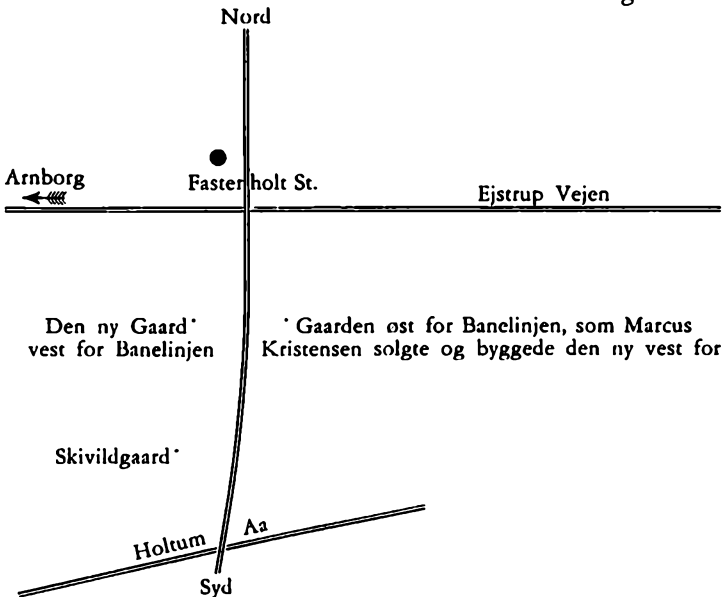 Nord
Arnborg
Fasterholt St.
Ejstrup Vejen
Den ny Gaard
vest for Banelinjen
Gaarden øst for Banelinjen, som Marcus
Kristensen solgte og byggede den ny vest for
Skivildgaard
Holtum Aa
Syd